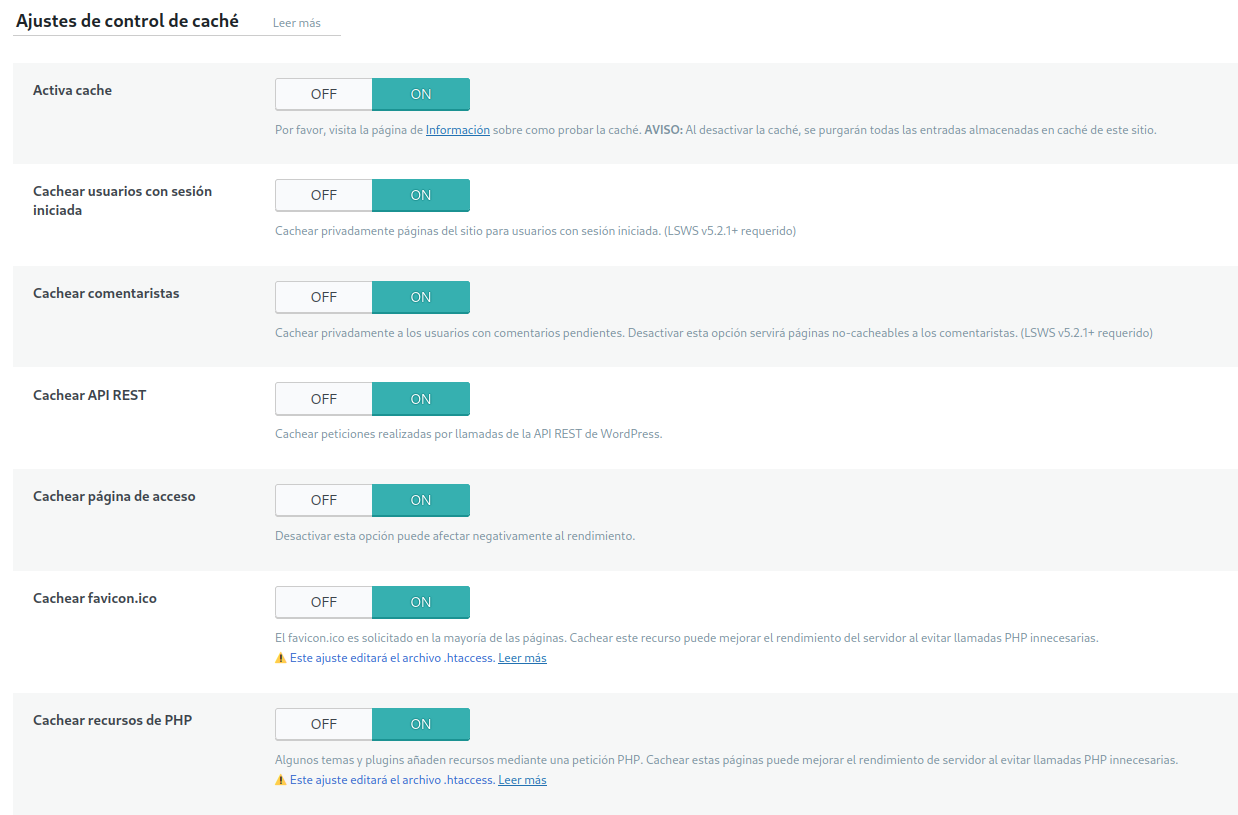 Ajustes de control de caché Leer más
Activa cache
OFF ON
Por favor, visita la página de Información sobre como probar la caché. AVISO: Al desactivar la caché, se purgarán todas las entradas almacenadas en caché de este sitio.
Cachear usuarios con sesión
iniciada
OFF ON
Cachear privadamente páginas del sitio para usuarios con sesión iniciada. (LSWS v5.2.1+ requerido)
Cachear comentaristas
OFF ON
Cachear privadamente a los usuarios con comentarios pendientes. Desactivar esta opción servirá páginas no-cacheables a los comentaristas. (LSWS v5.2.1+ requerido)
Cachear API REST
OFF ON
Cachear peticiones realizadas por llamadas de la API REST de WordPress.
Cachear página de acceso
OFF ON
Desactivar esta opción puede afectar negativamente al rendimiento.
Cachear favicon.ico
OFF ON
El favicon.ico es solicitado en la mayoría de las páginas. Cachear este recurso puede mejorar el rendimiento del servidor al evitar llamadas PHP innecesarias.
Este ajuste editará el archivo .htaccess. Leer más
Cachear recursos de PHP
OFF ON
Algunos temas y plugins añaden recursos mediante una petición PHP. Cachear estas páginas puede mejorar el rendimiento de servidor al evitar llamadas PHP innecesarias.
Este ajuste editará el archivo .htaccess. Leer más